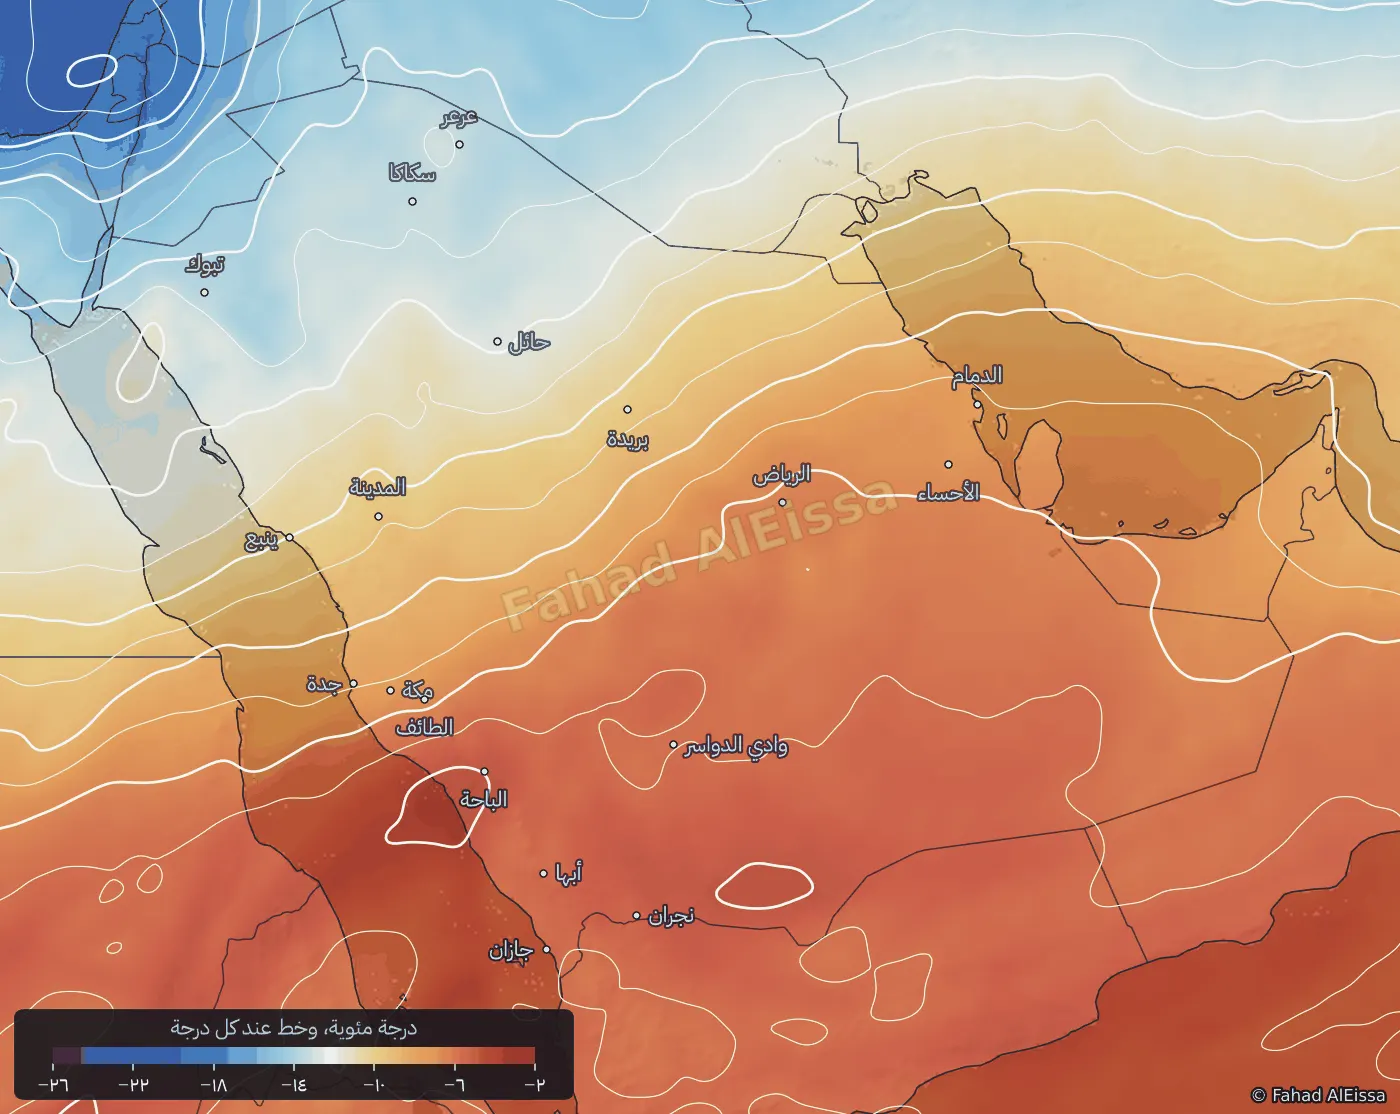 عرعر
سكاكا
تبوك
حائل
الدمام
بريدة
الرياض
المدينة
الأحساء
ينبع
Fahad AlEissa
جدة
مكة
الطائف
وادي الدواسر
الباحة
أبها
نجران
جازان
درجة مئوية، وخط عند كل درجة
−٢٦ −٢٢ −١٨ −١٤ −١٠ −٦ −٢
© Fahad AlEissa